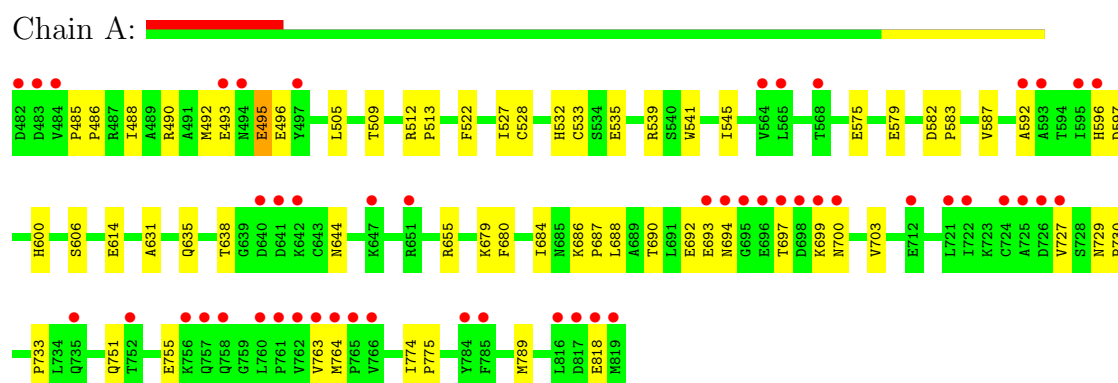 Chain A:
D482 D483 V484 P485 P486 R487 I488 A489 R490 A491 M492 E493 N494 E495 E496 Y497 L505 T509 R512 P513 F522 I527 C528 H532 C533 S534 E535 R539 S540 W541 I545 V564 L565 T568 E575 E579 D582 P583 V587 A592 A593 T594 I595 H596
H600 S606 E614 A631 Q635 T638 G639 D640 D641 K642 C643 N644 K647 R651 R655 K679 F680 I684 N685 K686 P687 L688 A689 T690 L691 E692 E693 N694 G695 E696 T697 D698 K699 N700 V703 E712 L721 I722 K723 C724 A725 D726 V727 S728 N729
P733 L734 Q735 Q751 T752 E755 K756 Q757 Q758 G759 L760 P761 V762 V763 M764 P765 V766 I774 P775 Y784 F785 M789 L816 D817 E818 M819